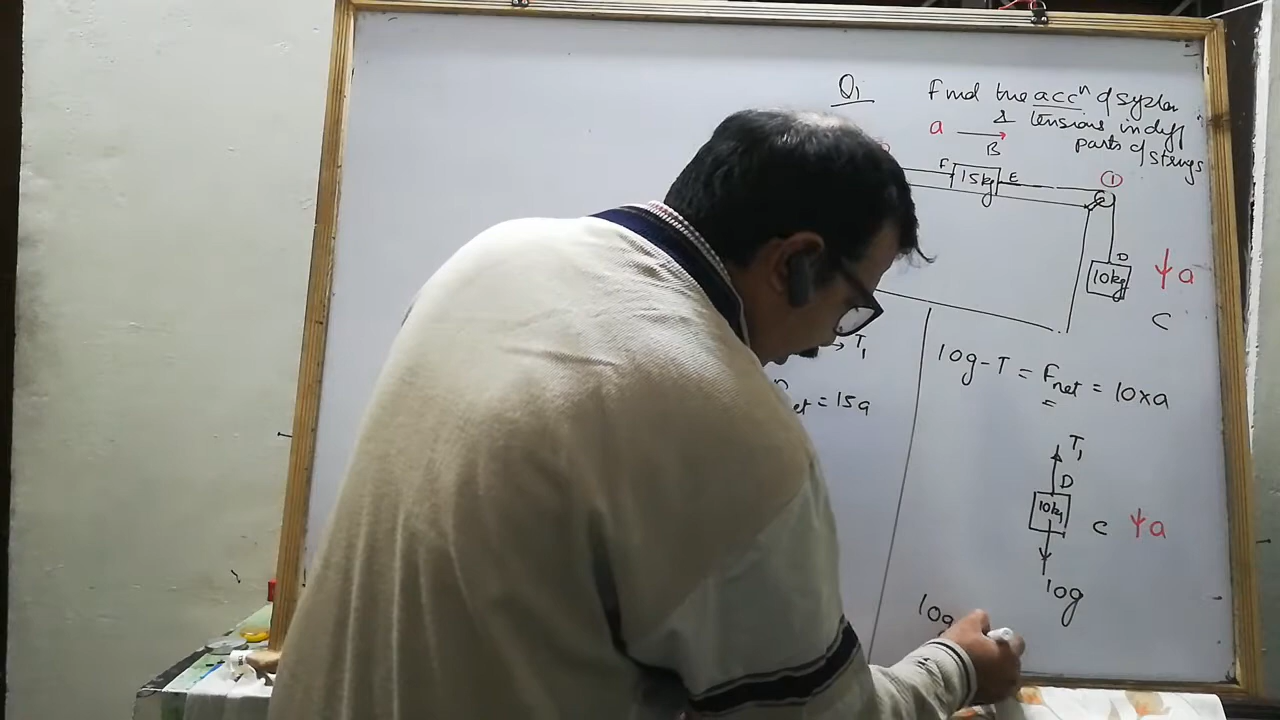 Q1
Find the accⁿ of system
& tensions in diff
parts of strings
a
B
F 15kg E
1
D
10kg
a
C
T1
et = 15a
10g - T = Fnet = 10×a
T1
D
10kg
C
a
10g
10g